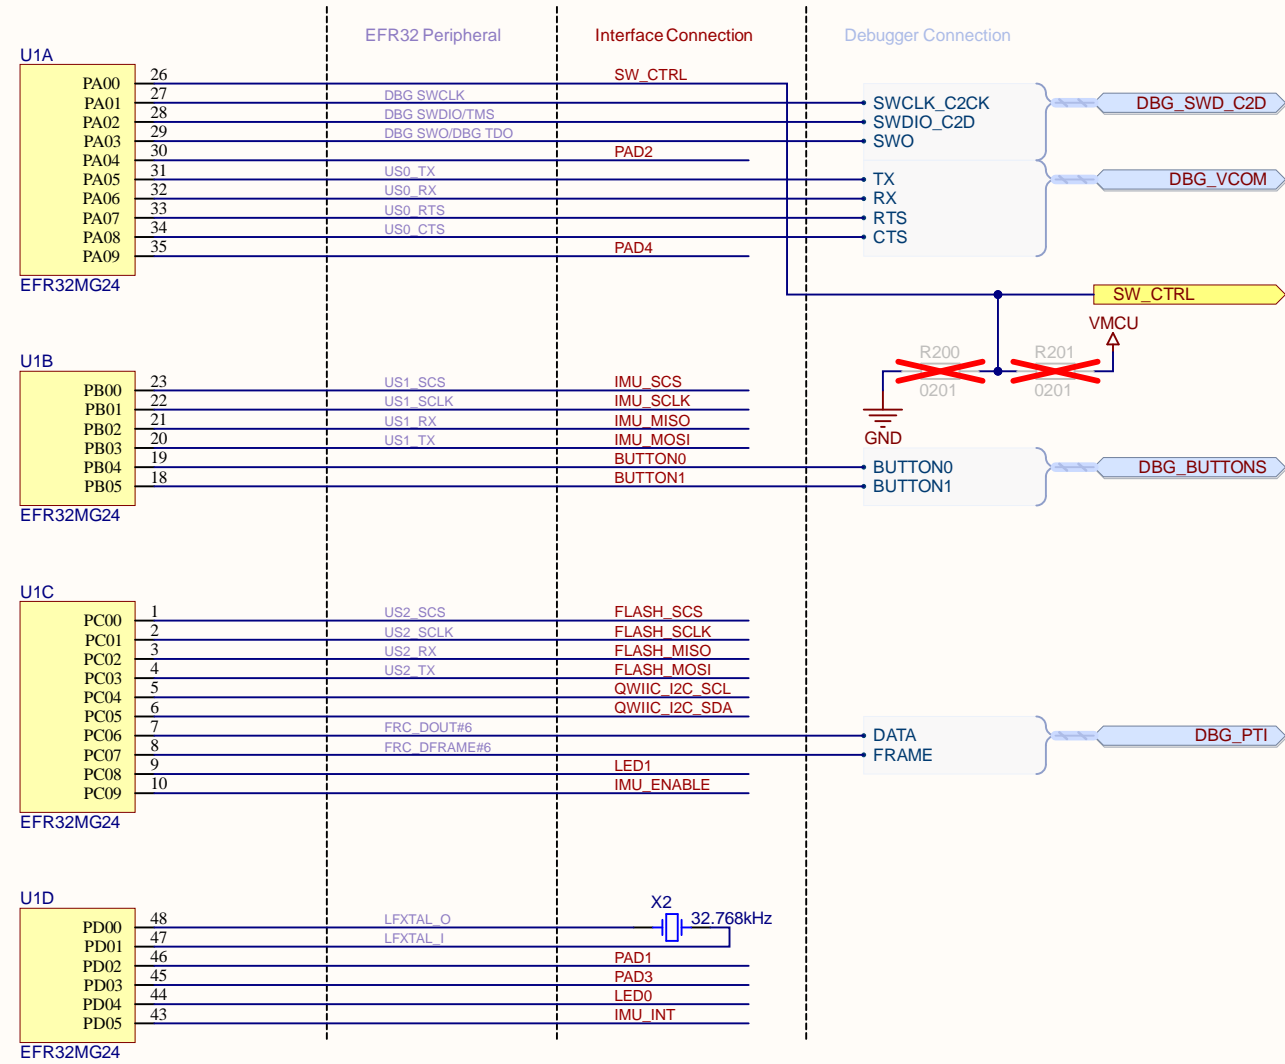 EFR32 Peripheral Interface Connection Debugger Connection
U1A
PA00 26 SW_CTRL
PA01 27 DBG SWCLK SWCLK_C2CK DBG_SWD_C2D
PA02 28 DBG SWDIO/TMS SWDIO_C2D
PA03 29 DBG SWO/DBG TDO SWO
PA04 30 PAD2
PA05 31 US0_TX TX DBG_VCOM
PA06 32 US0_RX RX
PA07 33 US0_RTS RTS
PA08 34 US0_CTS CTS
PA09 35 PAD4
EFR32MG24
SW_CTRL
VMCU
R200 R201
0201 0201
GND
U1B
PB00 23 US1_SCS IMU_SCS
PB01 22 US1_SCLK IMU_SCLK
PB02 21 US1_RX IMU_MISO
PB03 20 US1_TX IMU_MOSI
PB04 19 BUTTON0 BUTTON0 DBG_BUTTONS
PB05 18 BUTTON1 BUTTON1
EFR32MG24
U1C
PC00 1 US2_SCS FLASH_SCS
PC01 2 US2_SCLK FLASH_SCLK
PC02 3 US2_RX FLASH_MISO
PC03 4 US2_TX FLASH_MOSI
PC04 5 QWIIC_I2C_SCL
PC05 6 QWIIC_I2C_SDA
PC06 7 FRC_DOUT#6 DATA DBG_PTI
PC07 8 FRC_DFRAME#6 FRAME
PC08 9 LED1
PC09 10 IMU_ENABLE
EFR32MG24
U1D
X2
PD00 48 LFXTAL_O 32.768kHz
PD01 47 LFXTAL_I
PD02 46 PAD1
PD03 45 PAD3
PD04 44 LED0
PD05 43 IMU_INT
EFR32MG24